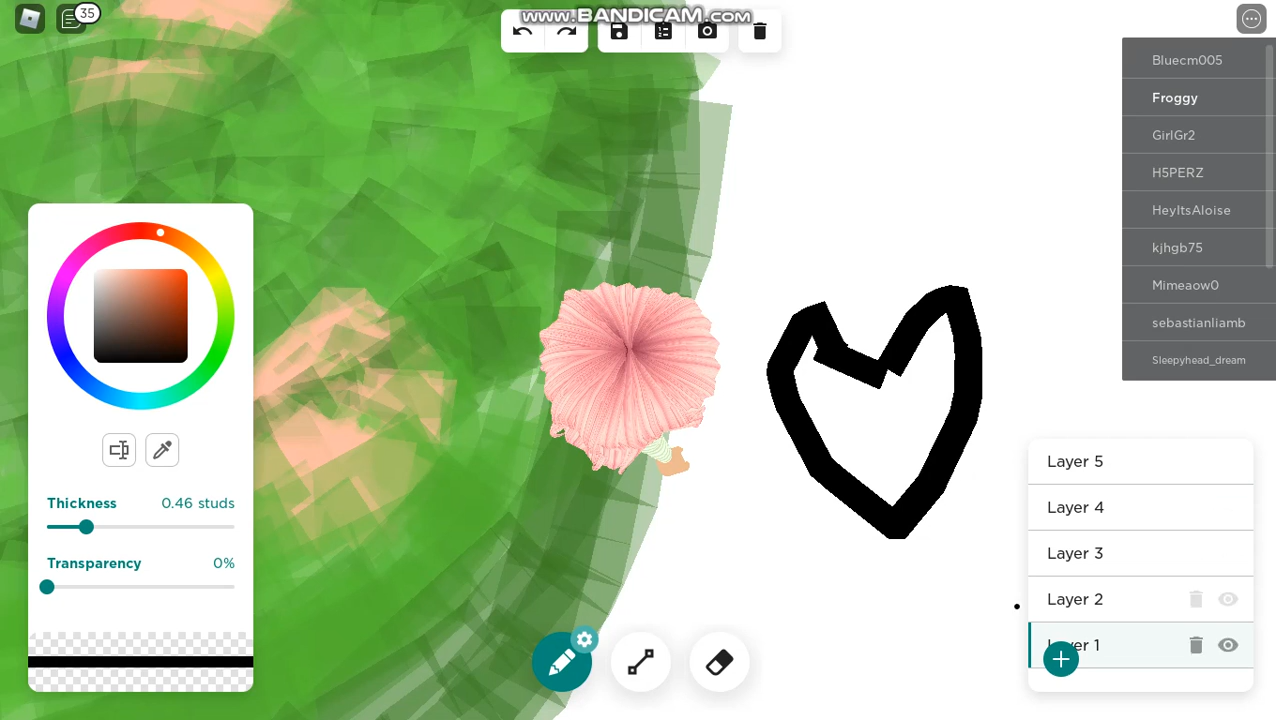 35
www.BANDICAM.com
Bluecm005
Froggy
GirlGr2
H5PERZ
HeyItsAloise
kjhgb75
Mimeaow0
sebastianliamb
Sleepyhead_dream
Thickness 0.46 studs
Transparency 0%
Layer 5
Layer 4
Layer 3
Layer 2
1